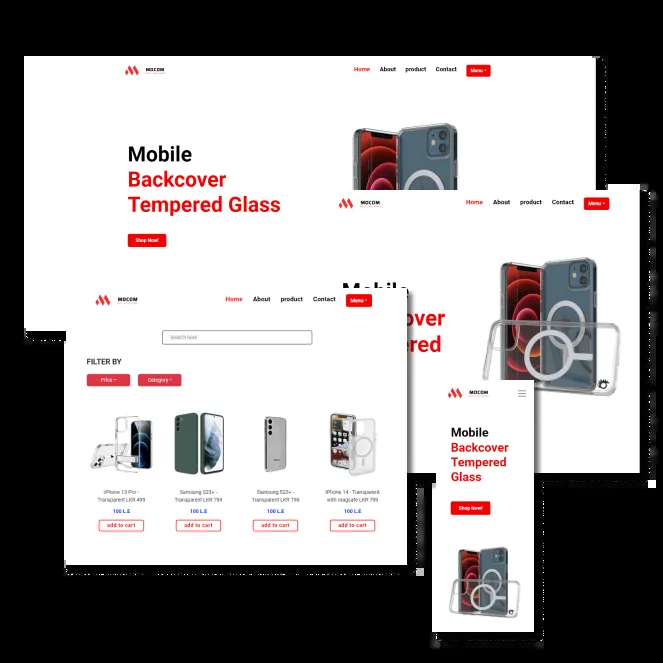 MOCOM
Home About product Contact Menu
Mobile
Backcover
Tempered Glass
Shop Now!
MOCOM
Home About product Contact Menu
Mobile
over
ered
MOCOM
Home About product Contact Menu
Search here
FILTER BY
Price Category
iPhone 13 Pro -
Transparent LKR 499
100 L.E
add to cart
Samsung S23+ -
Transparent LKR 799
100 L.E
add to cart
Samsung S23+ -
Transparent LKR 799
100 L.E
add to cart
iPhone 14 - Transparent
with magsafe LKR 799
100 L.E
add to cart
MOCOM
Mobile
Backcover
Tempered
Glass
Shop Now!